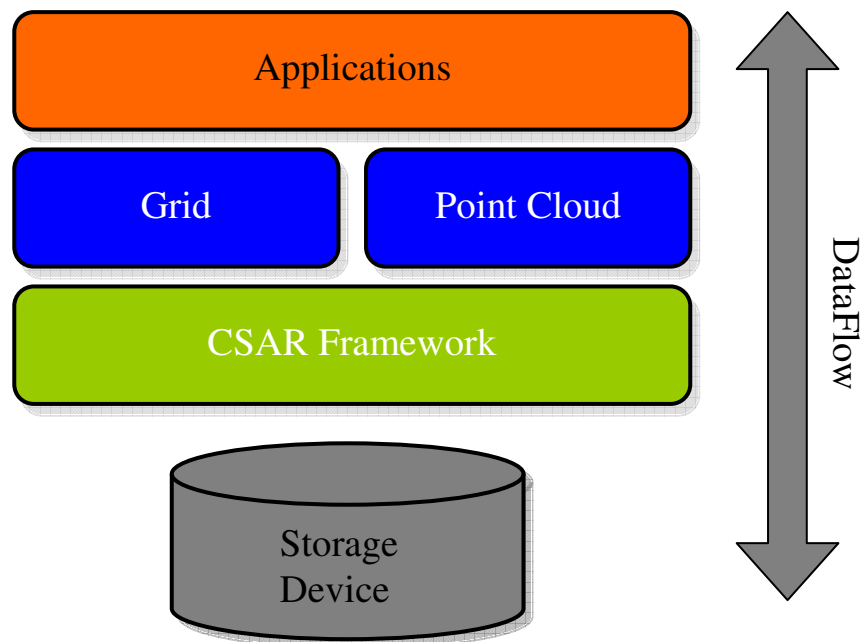 Applications
Grid
Point Cloud
CSAR Framework
Storage
Device
DataFlow